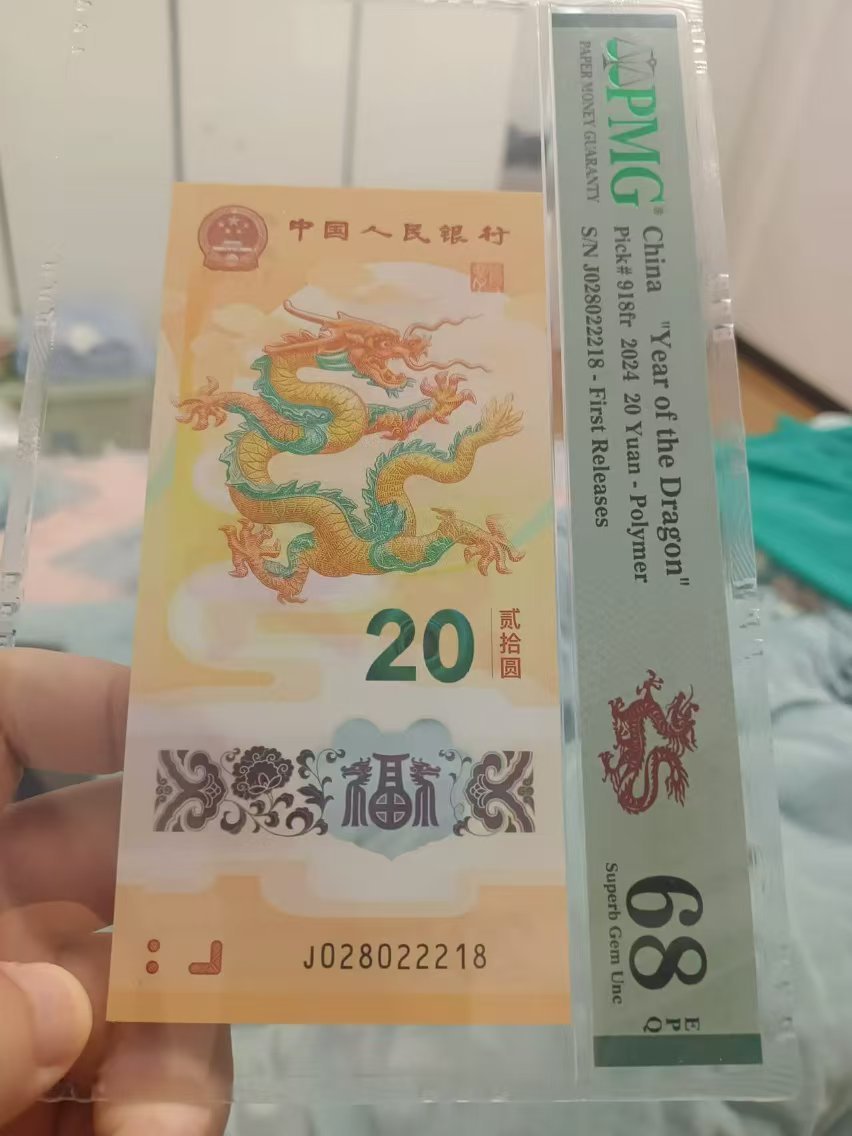 中国人民银行
20
贰拾圆
福
J028022218
PMG
PAPER MONEY GUARANTY
China "Year of the Dragon"
Pick# 918fr 2024 20 Yuan - Polymer
S/N J028022218 - First Releases
68
EPQ
Superb Gem Unc